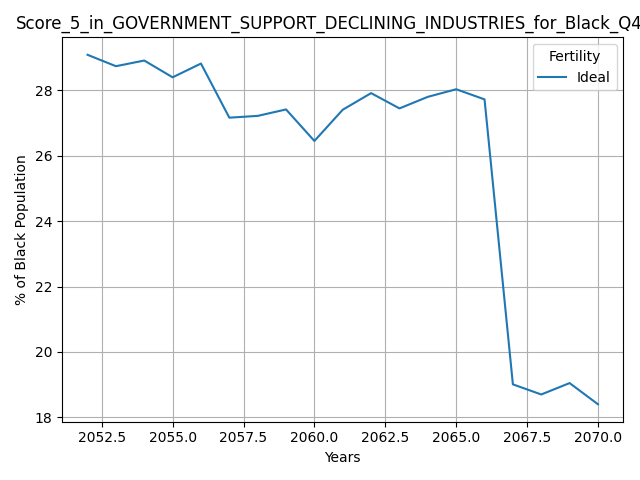 Score_5_in_GOVERNMENT_SUPPORT_DECLINING_INDUSTRIES_for_Black_Q4
Fertility
Ideal
28
26
24
22
20
18
% of Black Population
2052.5 2055.0 2057.5 2060.0 2062.5 2065.0 2067.5 2070.0
Years